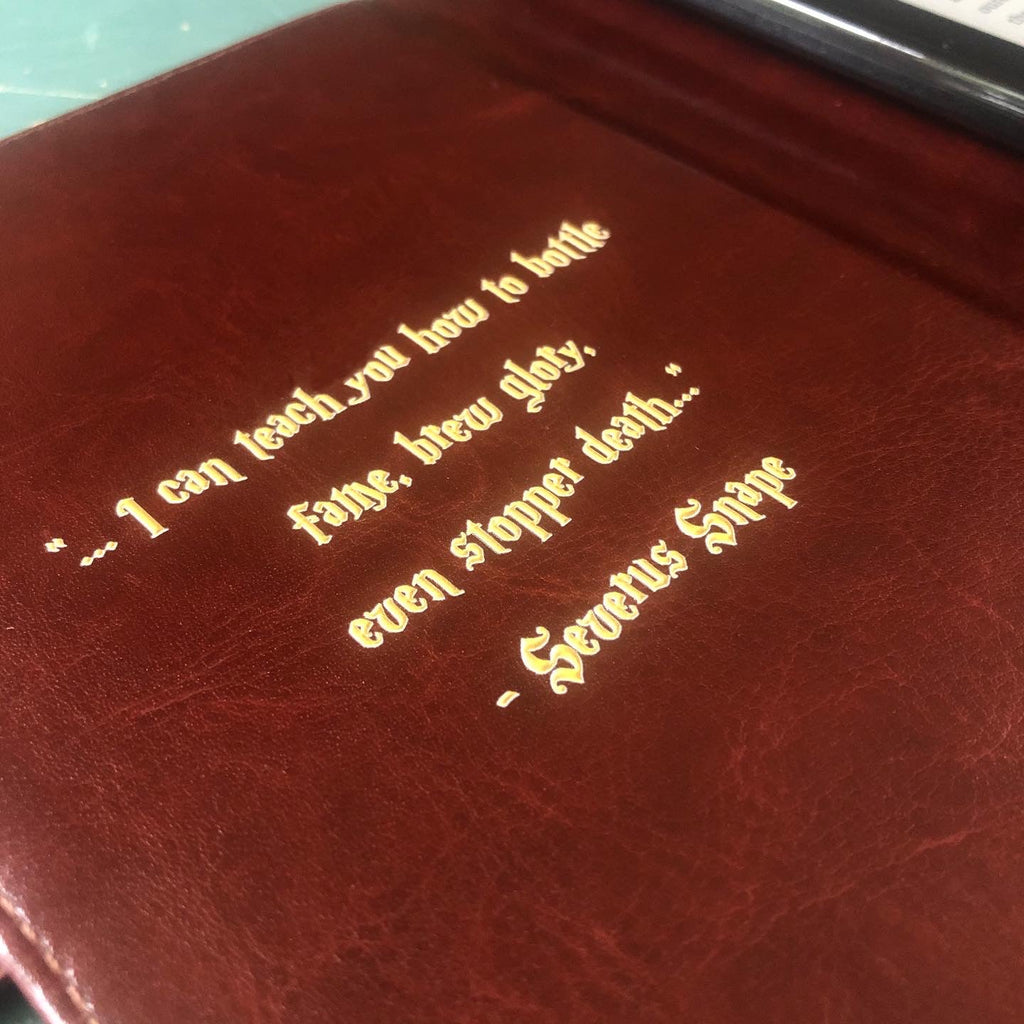 "... I can teach you how to bottle
fame, brew glory,
even stopper death..."
- Severus Snape